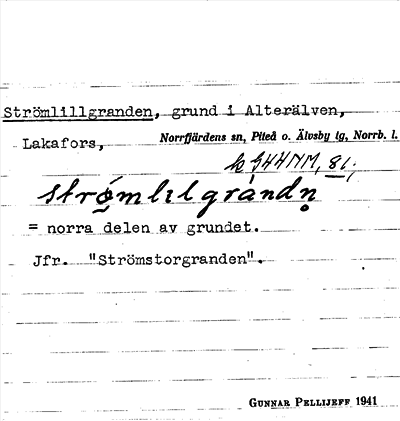 Strömlillgranden, grund i Alterälven,
Lakafors, Norrfjärdens sn, Piteå o. Älvsby tg, Norrb. l.
strömlılgràndn̥
= norra delen av grundet.
Jfr. "Strömstorgranden".
GUNNAR PELLIJEFF 1941